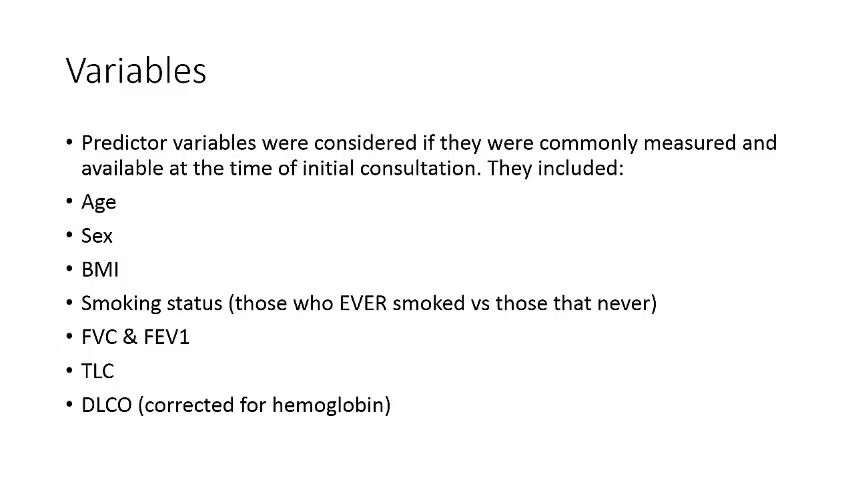 Variables
• Predictor variables were considered if they were commonly measured and
available at the time of initial consultation. They included:
• Age
• Sex
• BMI
• Smoking status (those who EVER smoked vs those that never)
• FVC & FEV1
• TLC
• DLCO (corrected for hemoglobin)